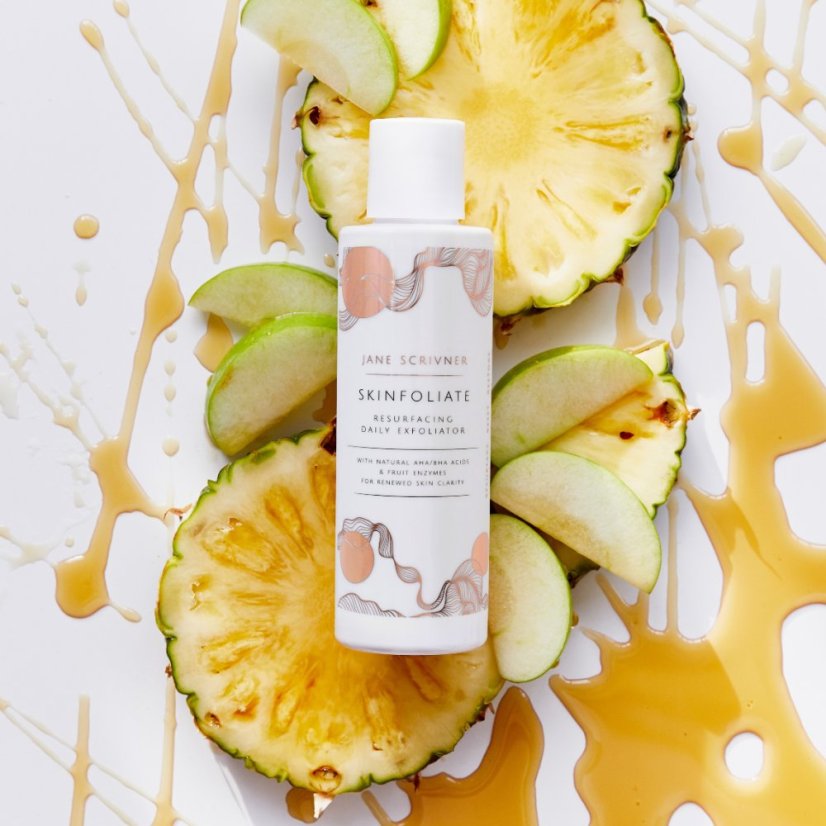 JANE SCRIVNER
SKINFOLIATE
RESURFACING
DAILY EXFOLIATOR
WITH NATURAL AHA/BHA ACIDS
& FRUIT ENZYMES
FOR RENEWED SKIN CLARITY